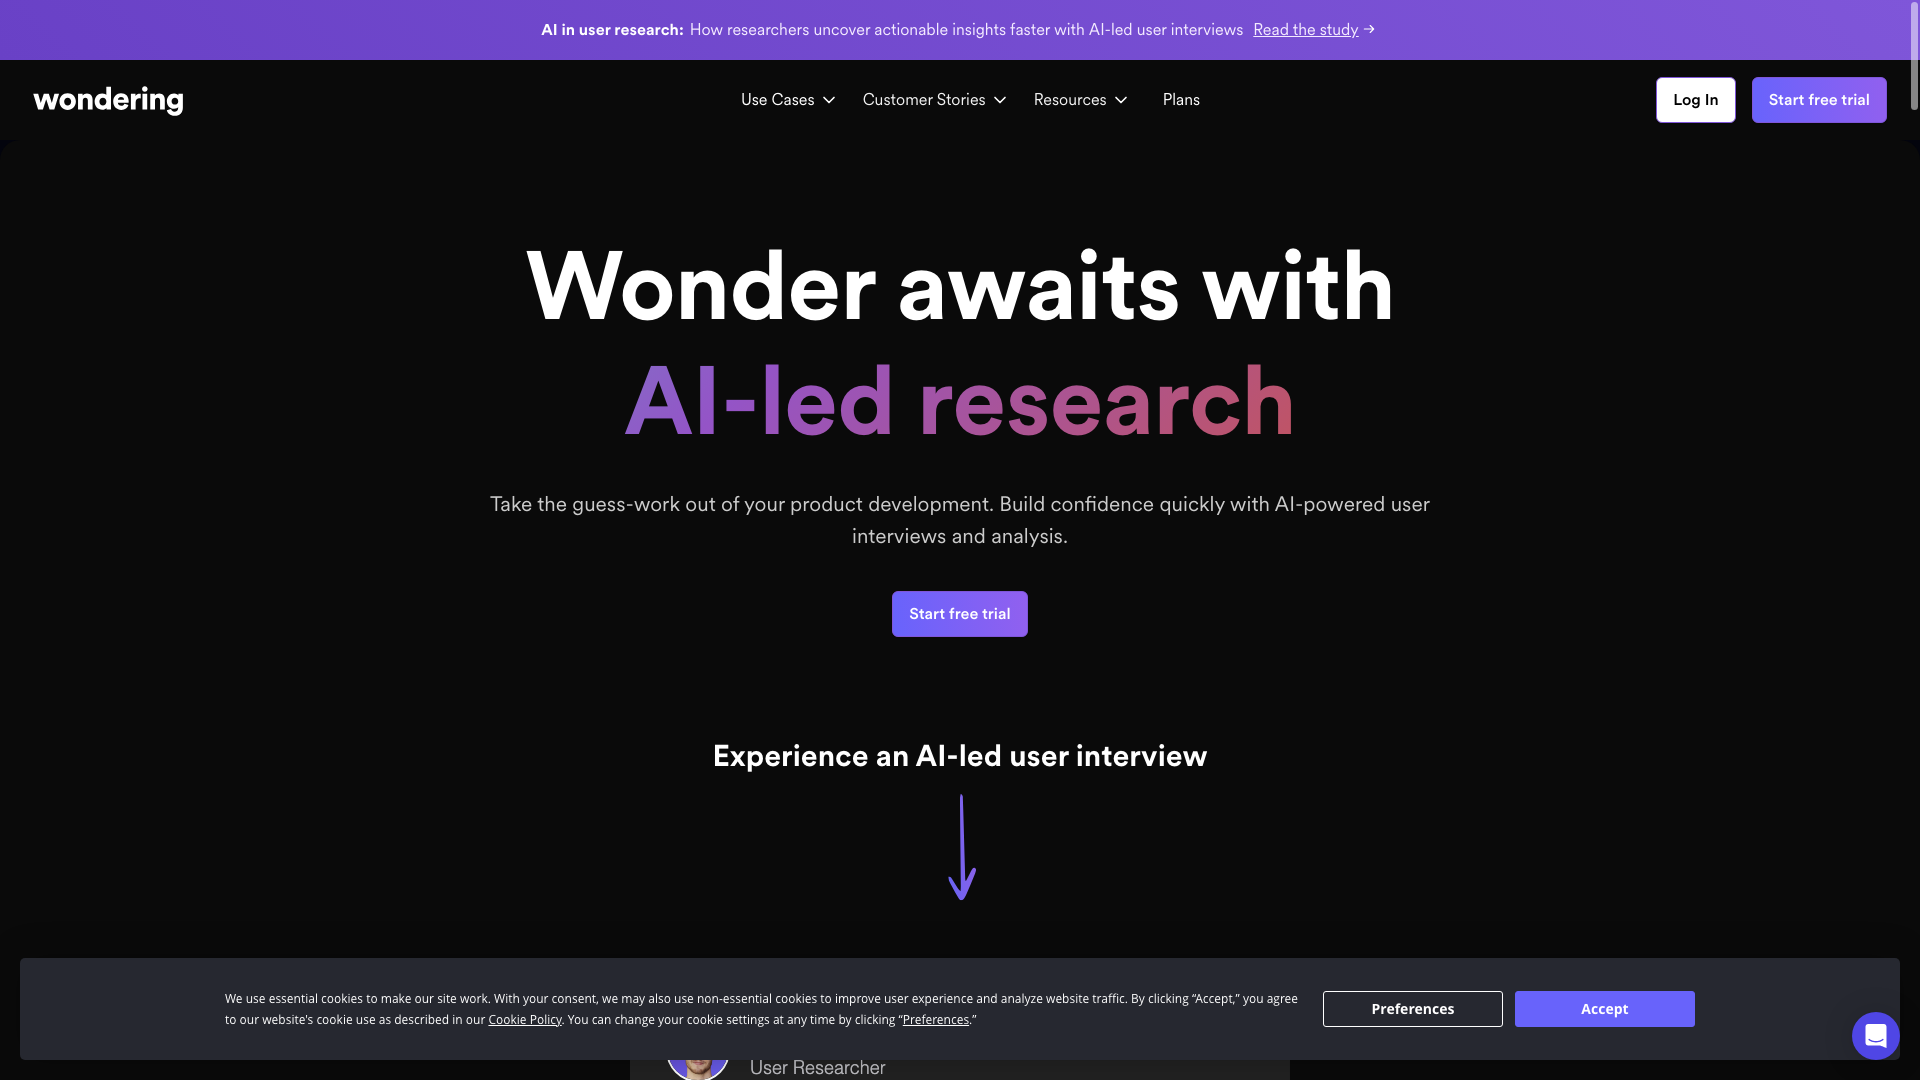 AI in user research: How researchers uncover actionable insights faster with AI-led user interviews Read the study →
wondering
Use Cases
Customer Stories
Resources
Plans
Log In
Start free trial
Wonder awaits with
AI-led research
Take the guess-work out of your product development. Build confidence quickly with AI-powered user
interviews and analysis.
Start free trial
Experience an AI-led user interview
We use essential cookies to make our site work. With your consent, we may also use non-essential cookies to improve user experience and analyze website traffic. By clicking “Accept,” you agree
to our website's cookie use as described in our Cookie Policy. You can change your cookie settings at any time by clicking “Preferences.”
Preferences
Accept
User Researcher